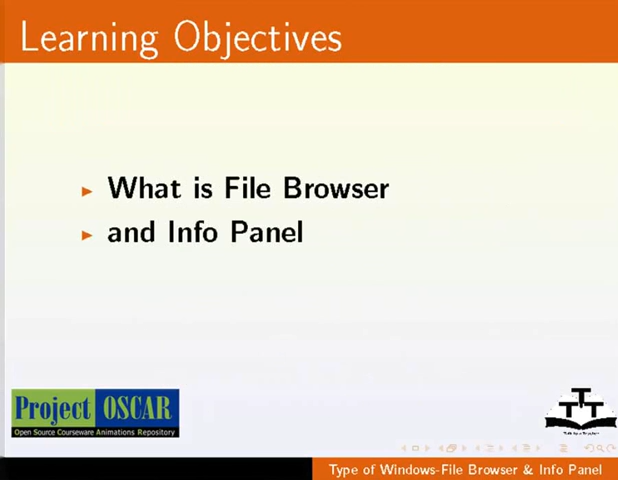 Learning Objectives
What is File Browser
and Info Panel
Project OSCAR
Open Source Courseware Animations Repository
TTT
Type of Windows-File Browser & Info Panel